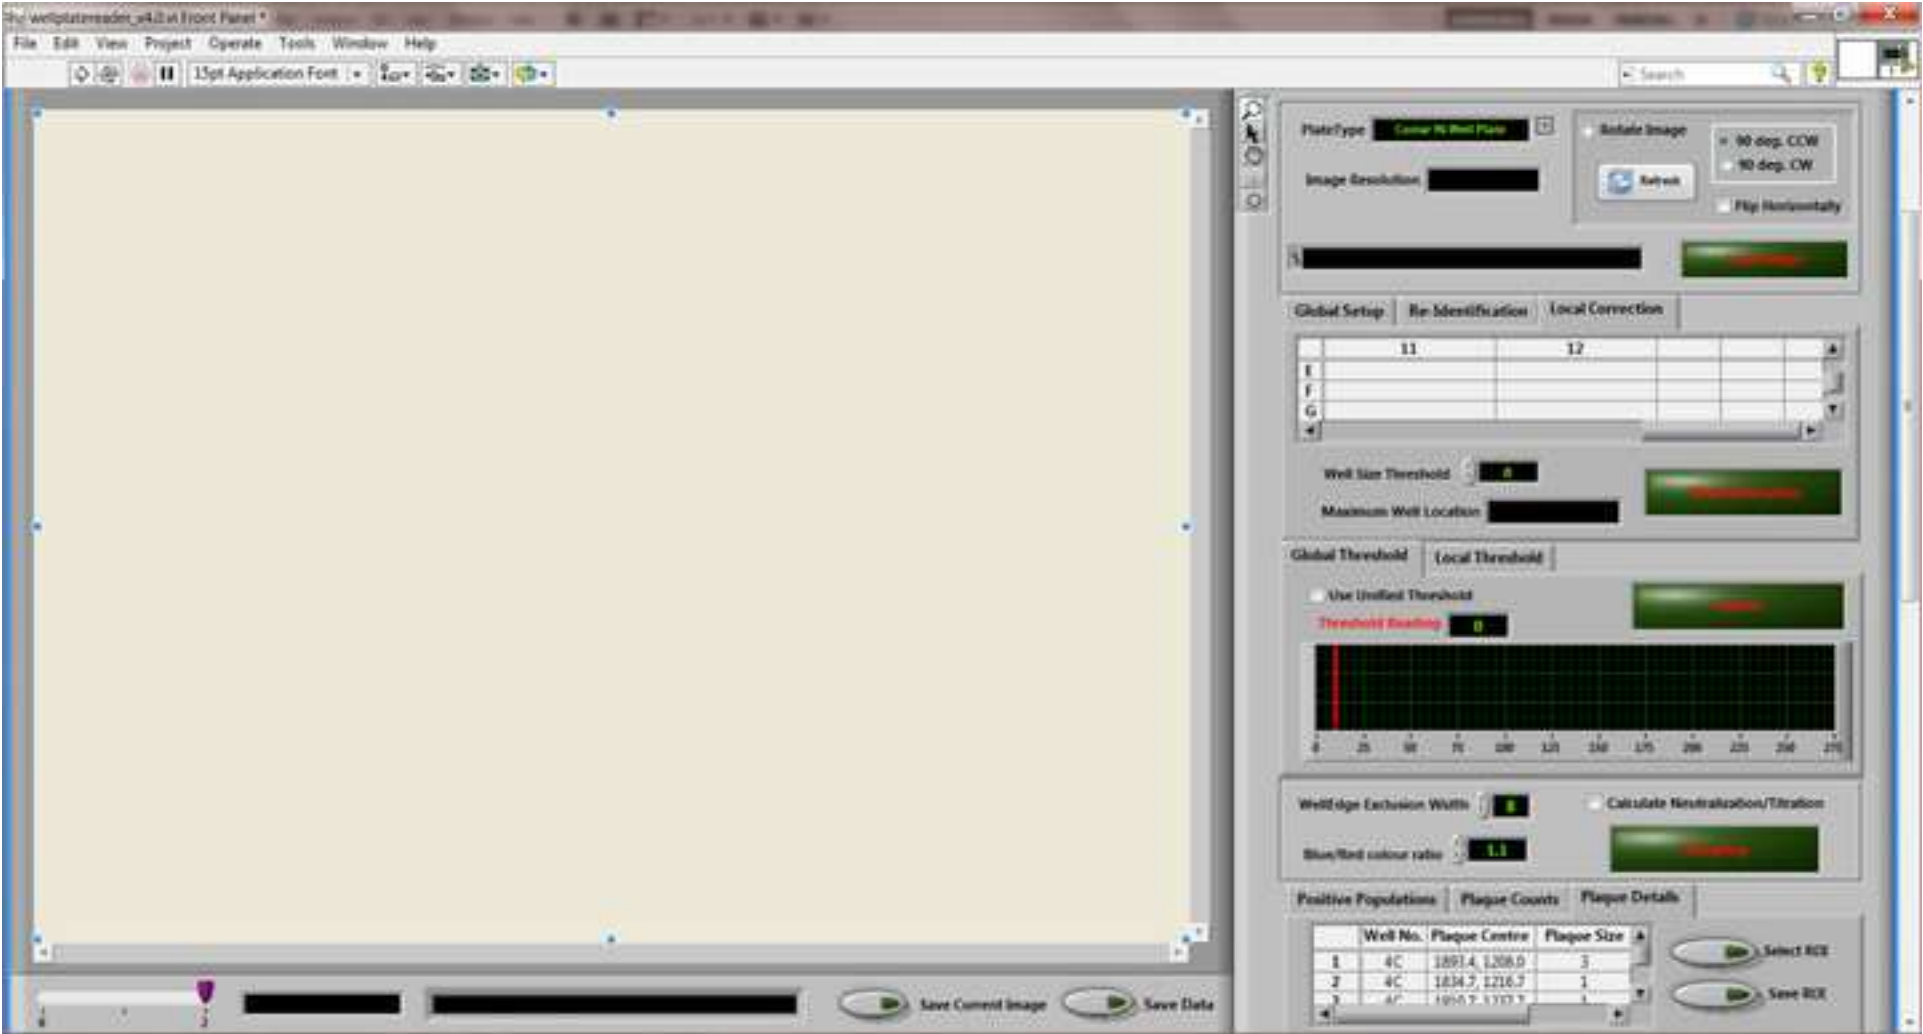 wellplatereader_v4.0.vi Front Panel *
File Edit View Project Operate Tools Window Help
15pt Application Font
Search
PlateType
Rotate Image
90 deg. CCW
90 deg. CW
Image Resolution
Refresh
Flip Horizontally
Global Setup Re-Identification Local Correction
11 12
E
F
G
Well Size Threshold 0
Maximum Well Location
Global Threshold Local Threshold
Use Unified Threshold
Threshold Reading 0
0 25 50 75 100 125 150 175 200 225 250 275
WellEdge Exclusion Width 8
Calculate Neutralization/Titration
Blue/Red colour ratio 1.1
Positive Populations Plaque Counts Plaque Details
Well No. Plaque Centre Plaque Size
1 4C 1893.4, 1208.0 3
2 4C 1834.7, 1216.7 1
Select ROI
Save ROI
Save Current Image
Save Data